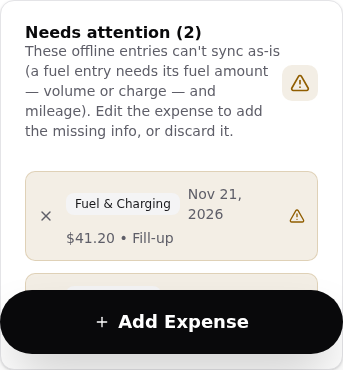 Needs attention (2)
These offline entries can't sync as-is
(a fuel entry needs its fuel amount
— volume or charge — and
mileage). Edit the expense to add
the missing info, or discard it.
Fuel & Charging
Nov 21,
2026
$41.20 • Fill-up
+ Add Expense